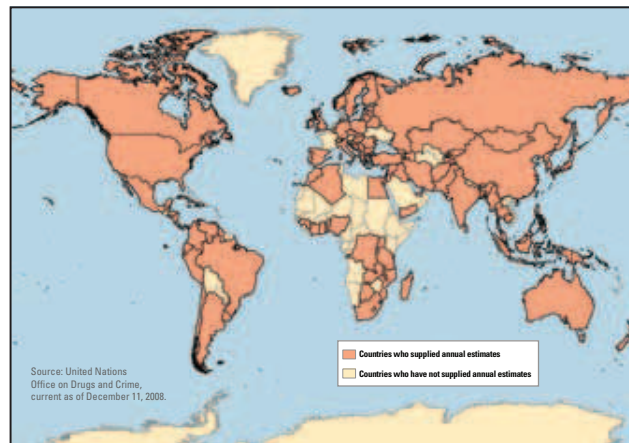 Countries who supplied annual estimates
Countries who have not supplied annual estimates
Source: United Nations
Office on Drugs and Crime,
current as of December 11, 2008.